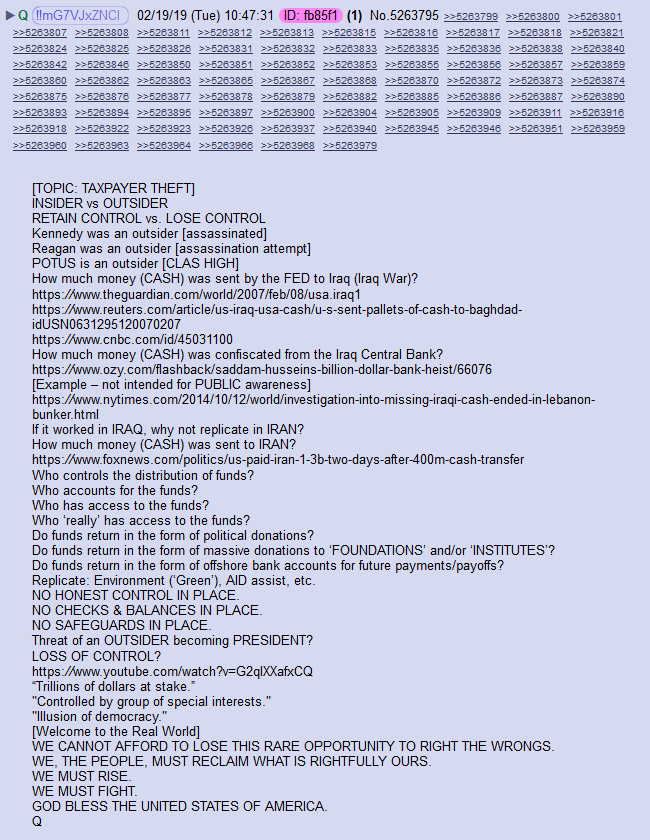 ▶ Q !!mG7VJxZNCI 02/19/19 (Tue) 10:47:31 ID: fb85f1 (1) No.5263795 >>5263799 >>5263800 >>5263801
>>5263807 >>5263808 >>5263811 >>5263812 >>5263813 >>5263815 >>5263816 >>5263817 >>5263818 >>5263821
>>5263824 >>5263825 >>5263826 >>5263831 >>5263832 >>5263833 >>5263835 >>5263836 >>5263838 >>5263840
>>5263842 >>5263846 >>5263850 >>5263851 >>5263852 >>5263853 >>5263855 >>5263856 >>5263857 >>5263859
>>5263860 >>5263862 >>5263863 >>5263865 >>5263867 >>5263868 >>5263870 >>5263872 >>5263873 >>5263874
>>5263875 >>5263876 >>5263877 >>5263878 >>5263879 >>5263882 >>5263885 >>5263886 >>5263887 >>5263890
>>5263893 >>5263894 >>5263895 >>5263897 >>5263900 >>5263904 >>5263905 >>5263909 >>5263911 >>5263916
>>5263918 >>5263922 >>5263923 >>5263926 >>5263937 >>5263940 >>5263945 >>5263946 >>5263951 >>5263959
>>5263960 >>5263963 >>5263964 >>5263966 >>5263968 >>5263979
[TOPIC: TAXPAYER THEFT]
INSIDER vs OUTSIDER
RETAIN CONTROL vs. LOSE CONTROL
Kennedy was an outsider [assassinated]
Reagan was an outsider [assassination attempt]
POTUS is an outsider [CLAS HIGH]
How much money (CASH) was sent by the FED to Iraq (Iraq War)?
https://www.theguardian.com/world/2007/feb/08/usa.iraq1
https://www.reuters.com/article/us-iraq-usa-cash/u-s-sent-pallets-of-cash-to-baghdad-
idUSN0631295120070207
https://www.cnbc.com/id/45031100
How much money (CASH) was confiscated from the Iraq Central Bank?
https://www.ozy.com/flashback/saddam-husseins-billion-dollar-bank-heist/66076
[Example – not intended for PUBLIC awareness]
https://www.nytimes.com/2014/10/12/world/investigation-into-missing-iraqi-cash-ended-in-lebanon-
bunker.html
If it worked in IRAQ, why not replicate in IRAN?
How much money (CASH) was sent to IRAN?
https://www.foxnews.com/politics/us-paid-iran-1-3b-two-days-after-400m-cash-transfer
Who controls the distribution of funds?
Who accounts for the funds?
Who has access to the funds?
Who ‘really’ has access to the funds?
Do funds return in the form of political donations?
Do funds return in the form of massive donations to ‘FOUNDATIONS’ and/or ‘INSTITUTES’?
Do funds return in the form of offshore bank accounts for future payments/payoffs?
Replicate: Environment (‘Green’), AID assist, etc.
NO HONEST CONTROL IN PLACE.
NO CHECKS & BALANCES IN PLACE.
NO SAFEGUARDS IN PLACE.
Threat of an OUTSIDER becoming PRESIDENT?
LOSS OF CONTROL?
https://www.youtube.com/watch?v=G2qIXXafxCQ
“Trillions of dollars at stake.”
"Controlled by group of special interests."
"Illusion of democracy."
[Welcome to the Real World]
WE CANNOT AFFORD TO LOSE THIS RARE OPPORTUNITY TO RIGHT THE WRONGS.
WE, THE PEOPLE, MUST RECLAIM WHAT IS RIGHTFULLY OURS.
WE MUST RISE.
WE MUST FIGHT.
GOD BLESS THE UNITED STATES OF AMERICA.
Q